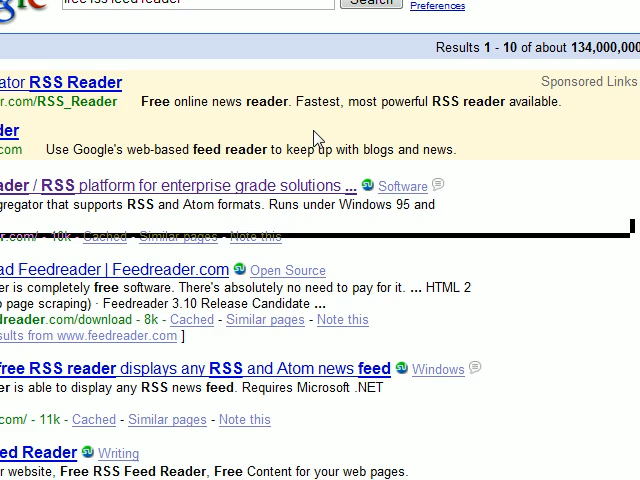 free rss feed reader Search Preferences
Results 1 - 10 of about 134,000,000
ator RSS Reader Sponsored Links
r.com/RSS_Reader Free online news reader. Fastest, most powerful RSS reader available.
der
com Use Google's web-based feed reader to keep up with blogs and news.
ader / RSS platform for enterprise grade solutions ... Software
gregator that supports RSS and Atom formats. Runs under Windows 95 and
r.com/ - 10k - Cached - Similar pages - Note this
ad Feedreader | Feedreader.com Open Source
er is completely free software. There's absolutely no need to pay for it. ... HTML 2
o page scraping) · Feedreader 3.10 Release Candidate ...
dreader.com/download - 8k - Cached - Similar pages - Note this
sults from www.feedreader.com ]
free RSS reader displays any RSS and Atom news feed Windows
er is able to display any RSS news feed. Requires Microsoft .NET
com/ - 11k - Cached - Similar pages - Note this
ed Reader Writing
r website, Free RSS Feed Reader, Free Content for your web pages.